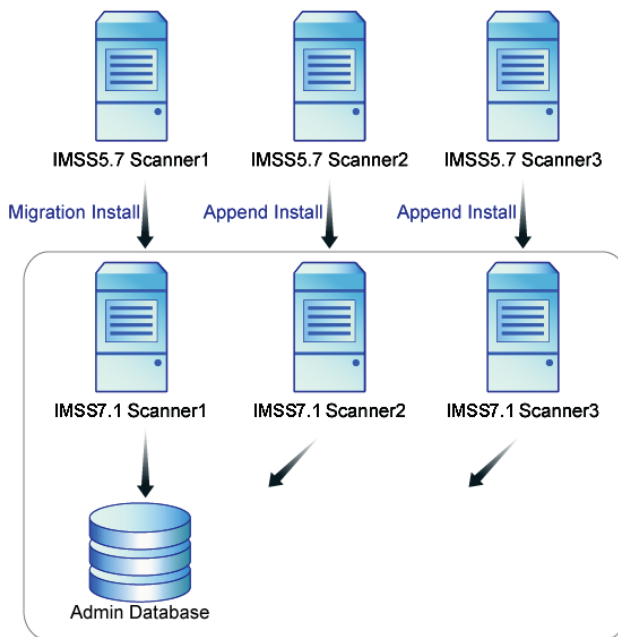 IMSS5.7 Scanner1
IMSS5.7 Scanner2
IMSS5.7 Scanner3
Migration Install
Append Install
Append Install
IMSS7.1 Scanner1
IMSS7.1 Scanner2
IMSS7.1 Scanner3
Admin Database